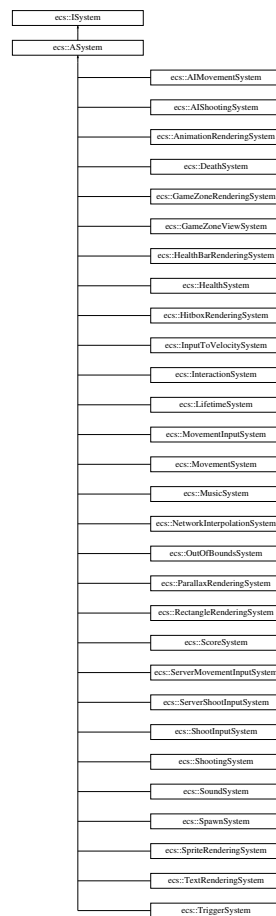 ecs::ISystem
ecs::ASystem
ecs::AIMovementSystem
ecs::AIShootingSystem
ecs::AnimationRenderingSystem
ecs::DeathSystem
ecs::GameZoneRenderingSystem
ecs::GameZoneViewSystem
ecs::HealthBarRenderingSystem
ecs::HealthSystem
ecs::HitboxRenderingSystem
ecs::InputToVelocitySystem
ecs::InteractionSystem
ecs::LifetimeSystem
ecs::MovementInputSystem
ecs::MovementSystem
ecs::MusicSystem
ecs::NetworkInterpolationSystem
ecs::OutOfBoundsSystem
ecs::ParallaxRenderingSystem
ecs::RectangleRenderingSystem
ecs::ScoreSystem
ecs::ServerMovementInputSystem
ecs::ServerShootInputSystem
ecs::ShootInputSystem
ecs::ShootingSystem
ecs::SoundSystem
ecs::SpawnSystem
ecs::SpriteRenderingSystem
ecs::TextRenderingSystem
ecs::TriggerSystem